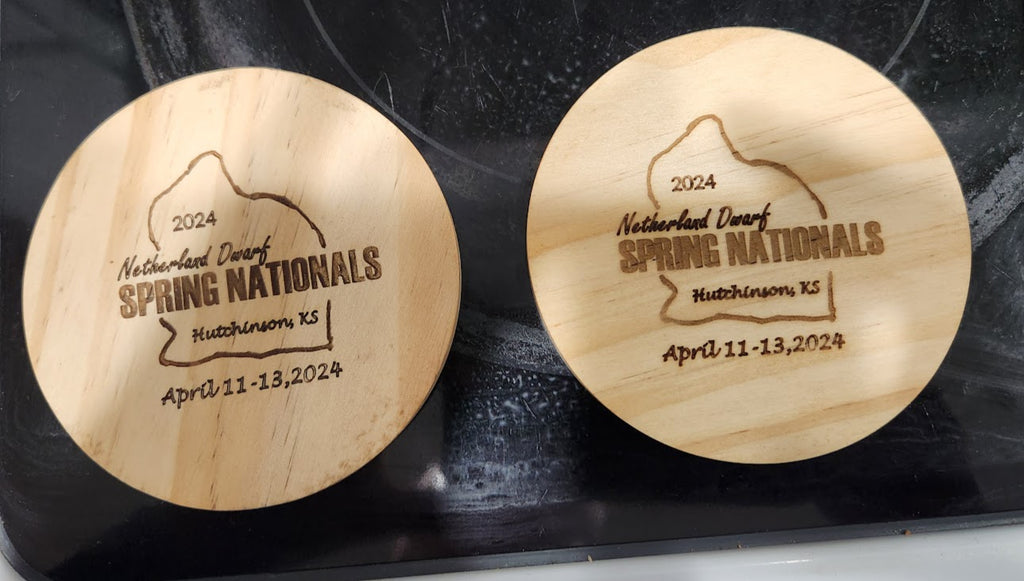 2024
Netherland Dwarf
SPRING NATIONALS
Hutchinson, KS
April 11-13,2024
2024
Netherland Dwarf
SPRING NATIONALS
Hutchinson, KS
April 11-13,2024